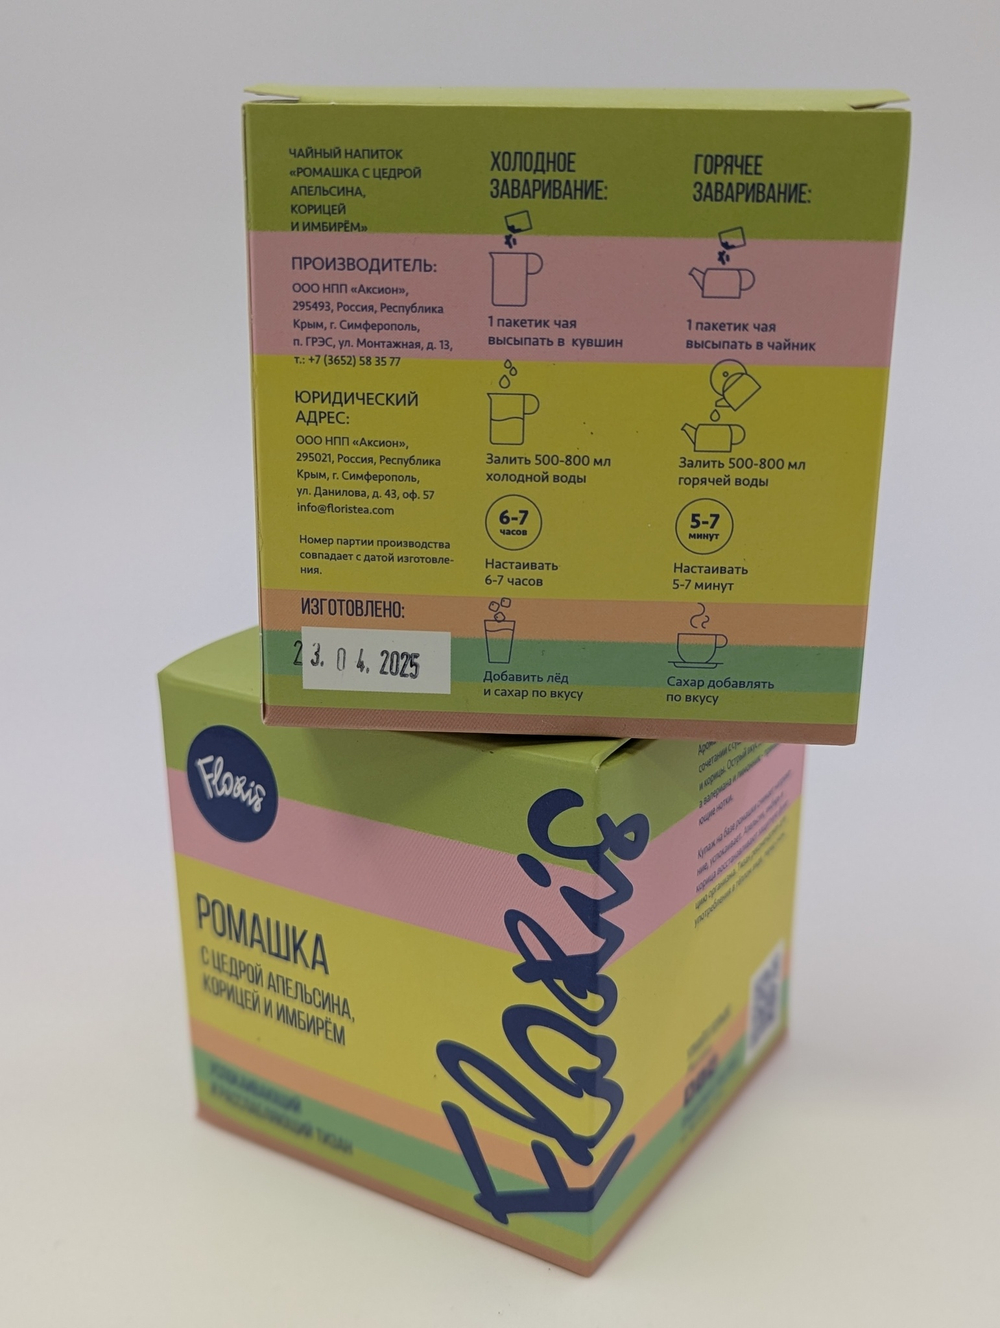 ЧАЙНЫЙ НАПИТОК
«РОМАШКА С ЦЕДРОЙ
АПЕЛЬСИНА,
КОРИЦЕЙ
И ИМБИРЁМ»
ПРОИЗВОДИТЕЛЬ:
ООО НПП «Аксион»,
295493, Россия, Республика
Крым, г. Симферополь,
п. ГРЭС, ул. Монтажная, д. 13,
т.: +7 (3652) 58 35 77
ЮРИДИЧЕСКИЙ
АДРЕС:
ООО НПП «Аксион»,
295021, Россия, Республика
Крым, г. Симферополь,
ул. Данилова, д. 43, оф. 57
info@floristea.com
Номер партии производства
совпадает с датой изготовле-
ния.
ИЗГОТОВЛЕНО:
23. 04. 2025
ХОЛОДНОЕ
ЗАВАРИВАНИЕ:
1 пакетик чая
высыпать в кувшин
Залить 500-800 мл
холодной воды
6-7
часов
Настаивать
6-7 часов
Добавить лёд
и сахар по вкусу
ГОРЯЧЕЕ
ЗАВАРИВАНИЕ:
1 пакетик чая
высыпать в чайник
Залить 500-800 мл
горячей воды
5-7
минут
Настаивать
5-7 минут
Сахар добавлять
по вкусу
Floris
РОМАШКА
С ЦЕДРОЙ АПЕЛЬСИНА,
КОРИЦЕЙ И ИМБИРЁМ
УСПОКАИВАЮЩИЙ
И РАССЛАБЛЯЮЩИЙ ТИЗАН
Floris